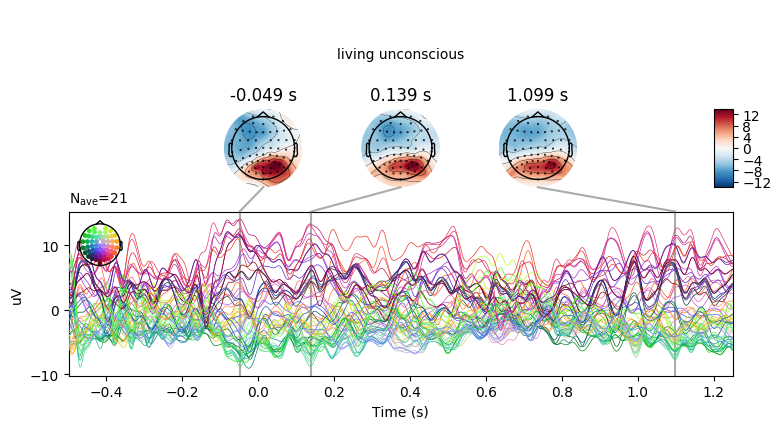 living unconscious
-0.049 s 0.139 s 1.099 s
12
8
4
0
−4
−8
−12
Nave=21
10
0
−10
uV
−0.4 −0.2 0.0 0.2 0.4 0.6 0.8 1.0 1.2
Time (s)